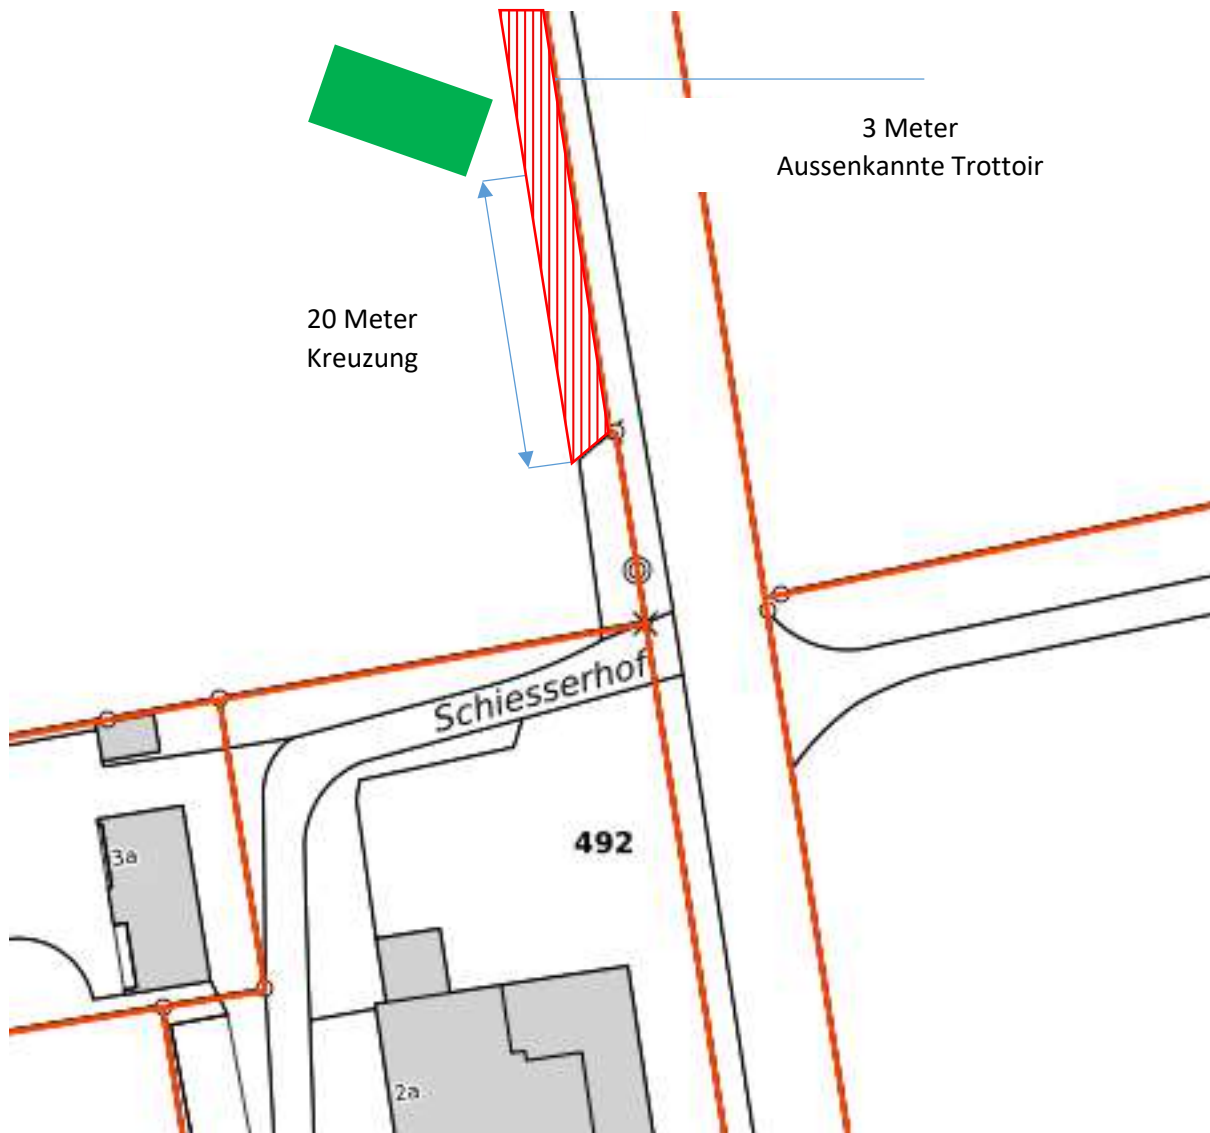 3 Meter
Aussenkannte Trottoir
20 Meter
Kreuzung
Schiesserhof
492
3a
2a